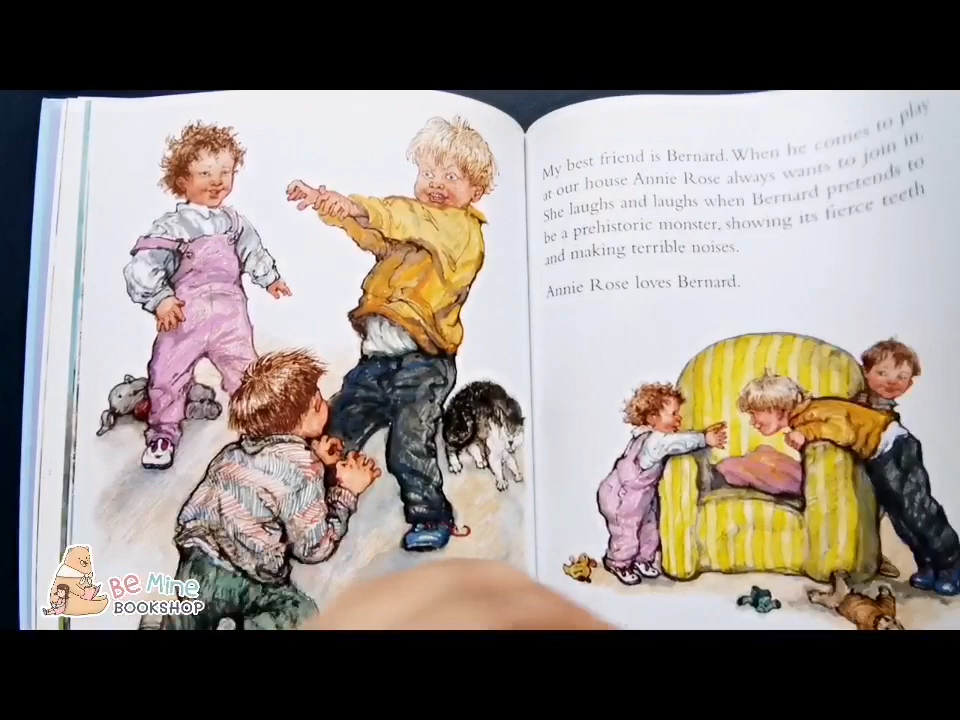 My best friend is Bernard. When he comes to play
at our house Annie Rose always wants to join in.
She laughs and laughs when Bernard pretends to
be a prehistoric monster, showing its fierce teeth
and making terrible noises.
Annie Rose loves Bernard.
Be Mine
BOOKSHOP